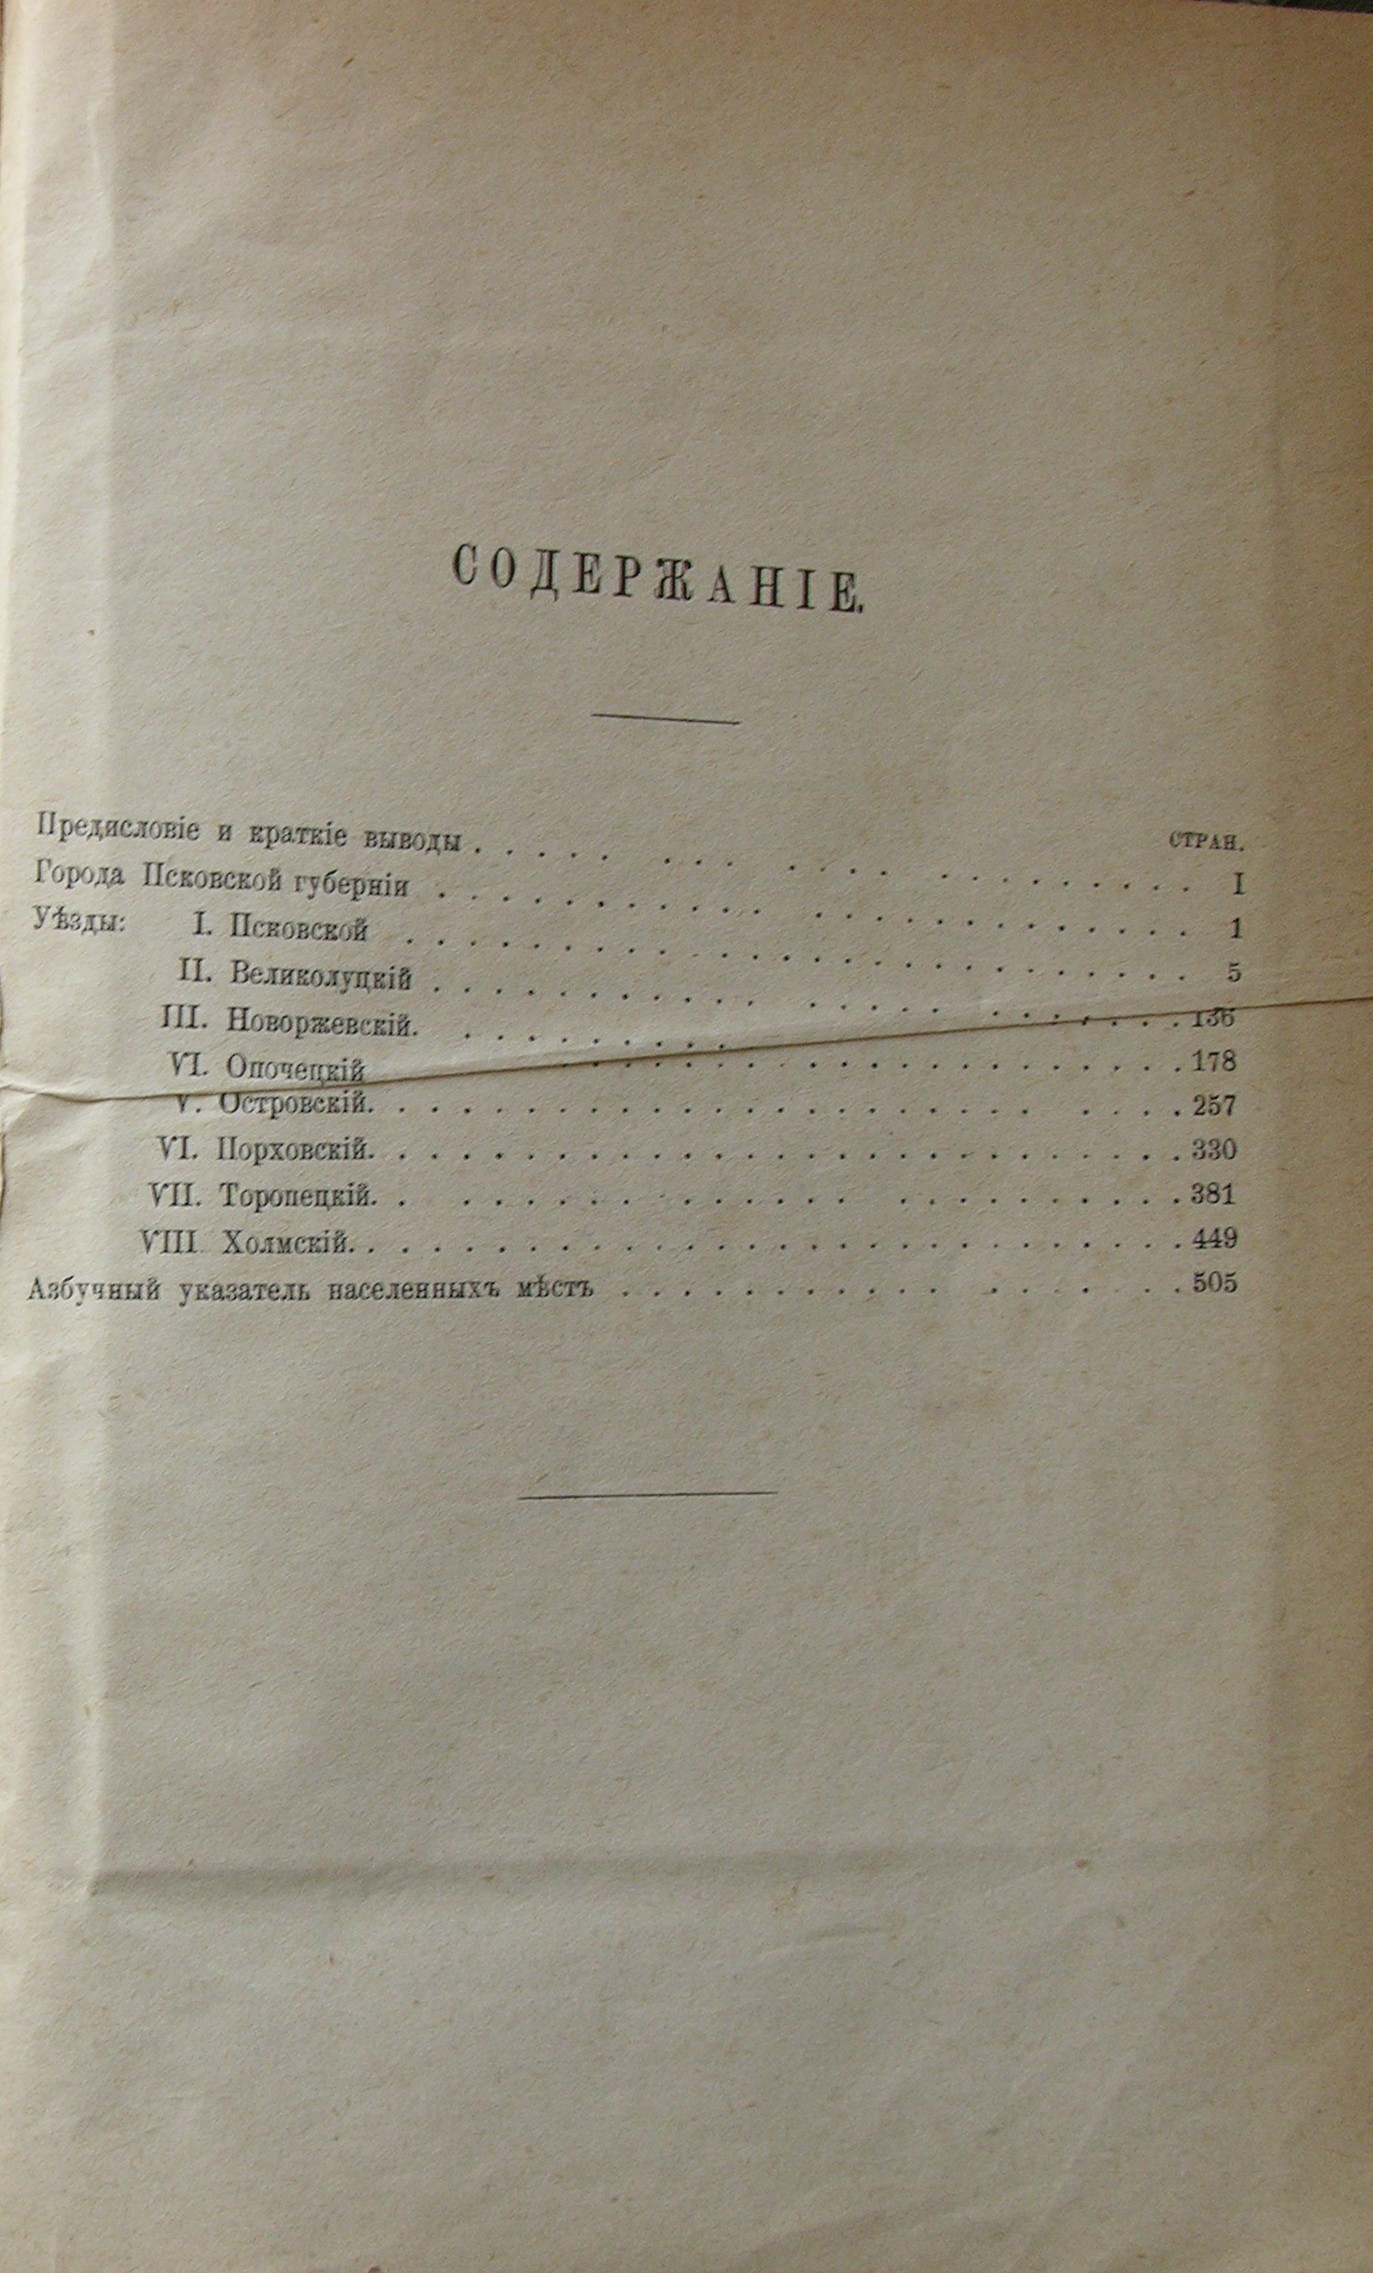 СОДЕРЖАНІЕ.
СТРАН.
Предисловіе и краткіе выводы . . . . . . . . . . . . . . . . . . . . . I
Города Псковской губерніи . . . . . . . . . . . . . . . . . . . . . . 1
Уѣзды: I. Псковской . . . . . . . . . . . . . . . . . . . . . . . . 5
II. Великолуцкій . . . . . . . . . . . . . . . . . . . . . . . 136
III. Новоржевскій. . . . . . . . . .
VI. Опочецкій . . . . . . . . . . . . . . . . . . . 178
V. Островскій. . . . . . . . . . . . . . . . . . . . . . . . . 257
VI. Порховскій. . . . . . . . . . . . . . . . . . . . . . . . . . 330
VII. Торопецкій. . . . . . . . . . . . . . . . . . . . . . . . . 381
VIII. Холмскій. . . . . . . . . . . . . . . . . . . . . . . . . . . 449
Азбучный указатель населенныхъ мѣстъ . . . . . . . . . . . . . . . . . 505